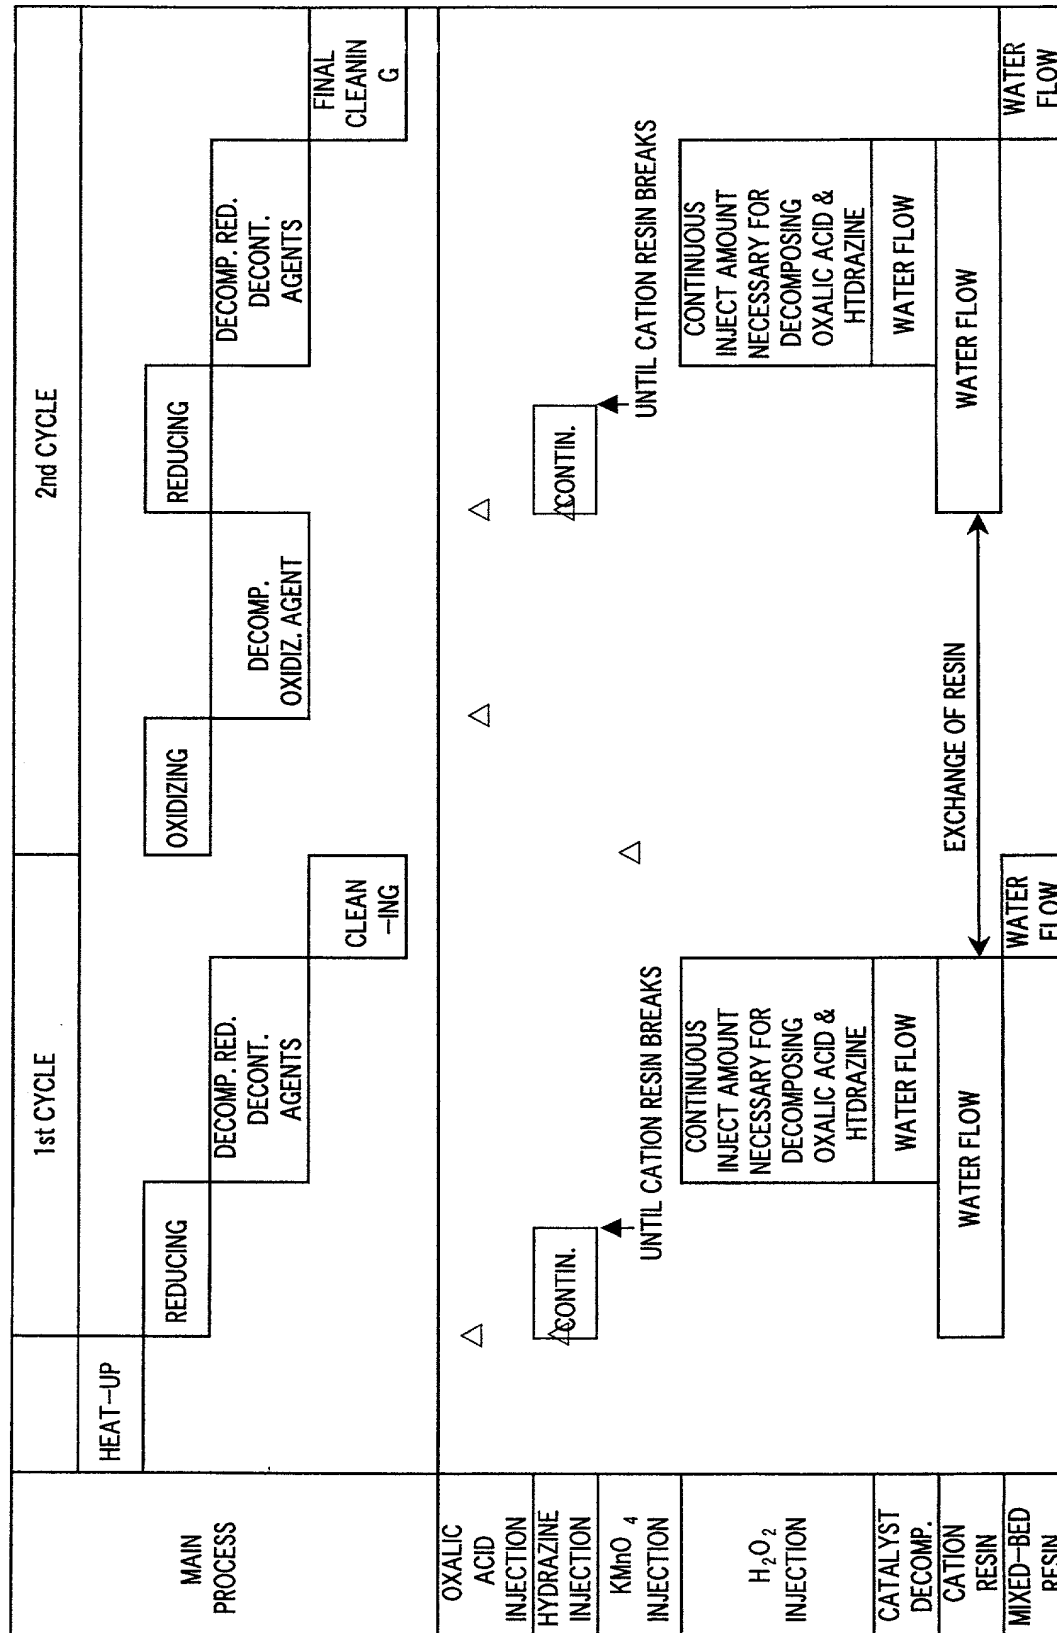 1st CYCLE
2nd CYCLE
MAIN
PROCESS
HEAT-UP
REDUCING
DECOMP. RED.
DECONT.
AGENTS
CLEAN
-ING
OXIDIZING
DECOMP.
OXIDIZ. AGENT
REDUCING
DECOMP. RED.
DECONT.
AGENTS
FINAL
CLEANIN
G
OXALIC
ACID
INJECTION
△
△
△
HYDRAZINE
INJECTION
△
CONTIN.
△
CONTIN.
KMnO4
INJECTION
UNTIL CATION RESIN BREAKS
△
UNTIL CATION RESIN BREAKS
H2O2
INJECTION
CONTINUOUS
INJECT AMOUNT
NECESSARY FOR
DECOMPOSING
OXALIC ACID &
HTDRAZINE
CONTINUOUS
INJECT AMOUNT
NECESSARY FOR
DECOMPOSING
OXALIC ACID &
HTDRAZINE
CATALYST
DECOMP.
WATER FLOW
WATER FLOW
CATION
RESIN
WATER FLOW
EXCHANGE OF RESIN
WATER FLOW
MIXED-BED
RESIN
WATER
FLOW
WATER
FLOW